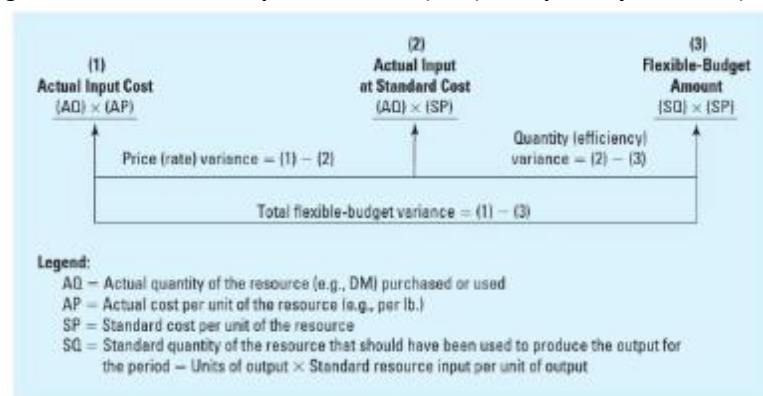 (1)
Actual Input Cost
(AQ) × (AP)
(2)
Actual Input
at Standard Cost
(AQ) × (SP)
(3)
Flexible-Budget
Amount
(SQ) × (SP)
Price (rate) variance = (1) − (2)
Quantity (efficiency)
variance = (2) − (3)
Total flexible-budget variance = (1) − (3)
Legend:
AQ = Actual quantity of the resource (e.g., DM) purchased or used
AP = Actual cost per unit of the resource (e.g., per lb.)
SP = Standard cost per unit of the resource
SQ = Standard quantity of the resource that should have been used to produce the output for
the period = Units of output × Standard resource input per unit of output